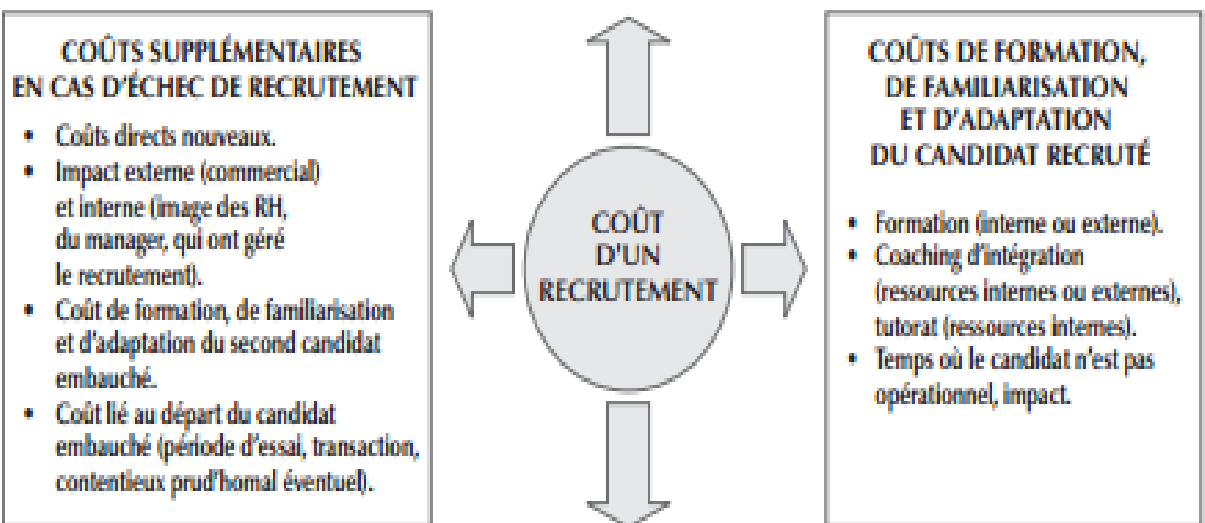 COÛTS SUPPLÉMENTAIRES
EN CAS D'ÉCHEC DE RECRUTEMENT
• Coûts directs nouveaux.
• Impact externe (commercial)
et interne (image des RH,
du manager, qui ont géré
le recrutement).
• Coût de formation, de familiarisation
et d'adaptation du second candidat
embauché.
• Coût lié au départ du candidat
embauché (période d'essai, transaction,
contentieux prud'homal éventuel).
COÛT
D'UN
RECRUTEMENT
COÛTS DE FORMATION,
DE FAMILIARISATION
ET D'ADAPTATION
DU CANDIDAT RECRUTÉ
• Formation (interne ou externe).
• Coaching d'intégration
(ressources internes ou externes),
tutorat (ressources internes).
• Temps où le candidat n'est pas
opérationnel, impact.